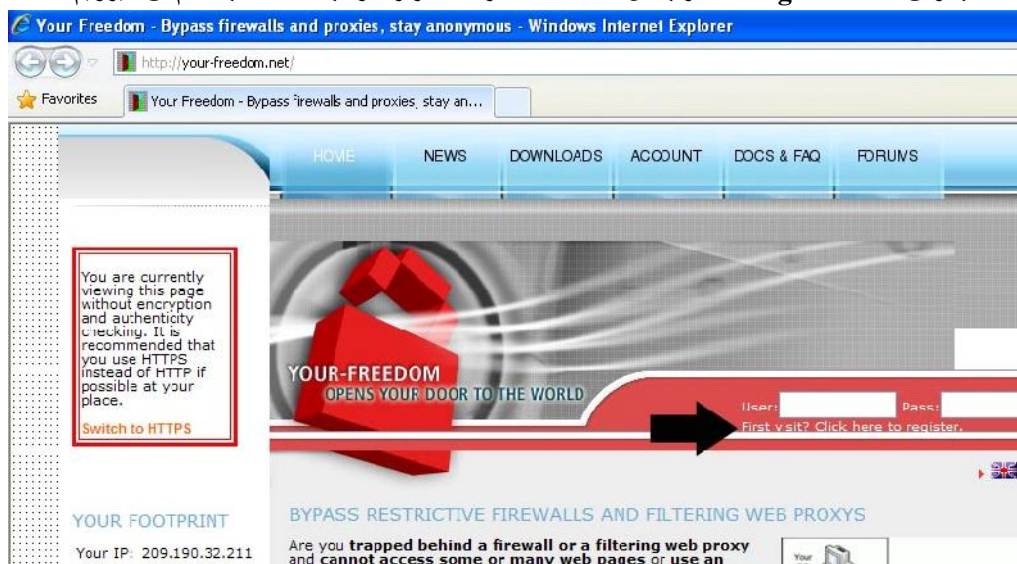 Your Freedom - Bypass firewalls and proxies, stay anonymous - Windows Internet Explorer
http://your-freedom.net/
Favorites
Your Freedom - Bypass firewalls and proxies, stay an...
HOME NEWS DOWNLOADS ACCOUNT DOCS & FAQ FORUMS
You are currently
viewing this page
without encryption
and authenticity
checking. It is
recommended that
you use HTTPS
instead of HTTP if
possible at your
place.
Switch to HTTPS
YOUR-FREEDOM
OPENS YOUR DOOR TO THE WORLD
User: Pass:
First visit? Click here to register.
YOUR FOOTPRINT
Your IP: 209.190.32.211
BYPASS RESTRICTIVE FIREWALLS AND FILTERING WEB PROXYS
Are you trapped behind a firewall or a filtering web proxy
and cannot access some or many web pages or use an
Your